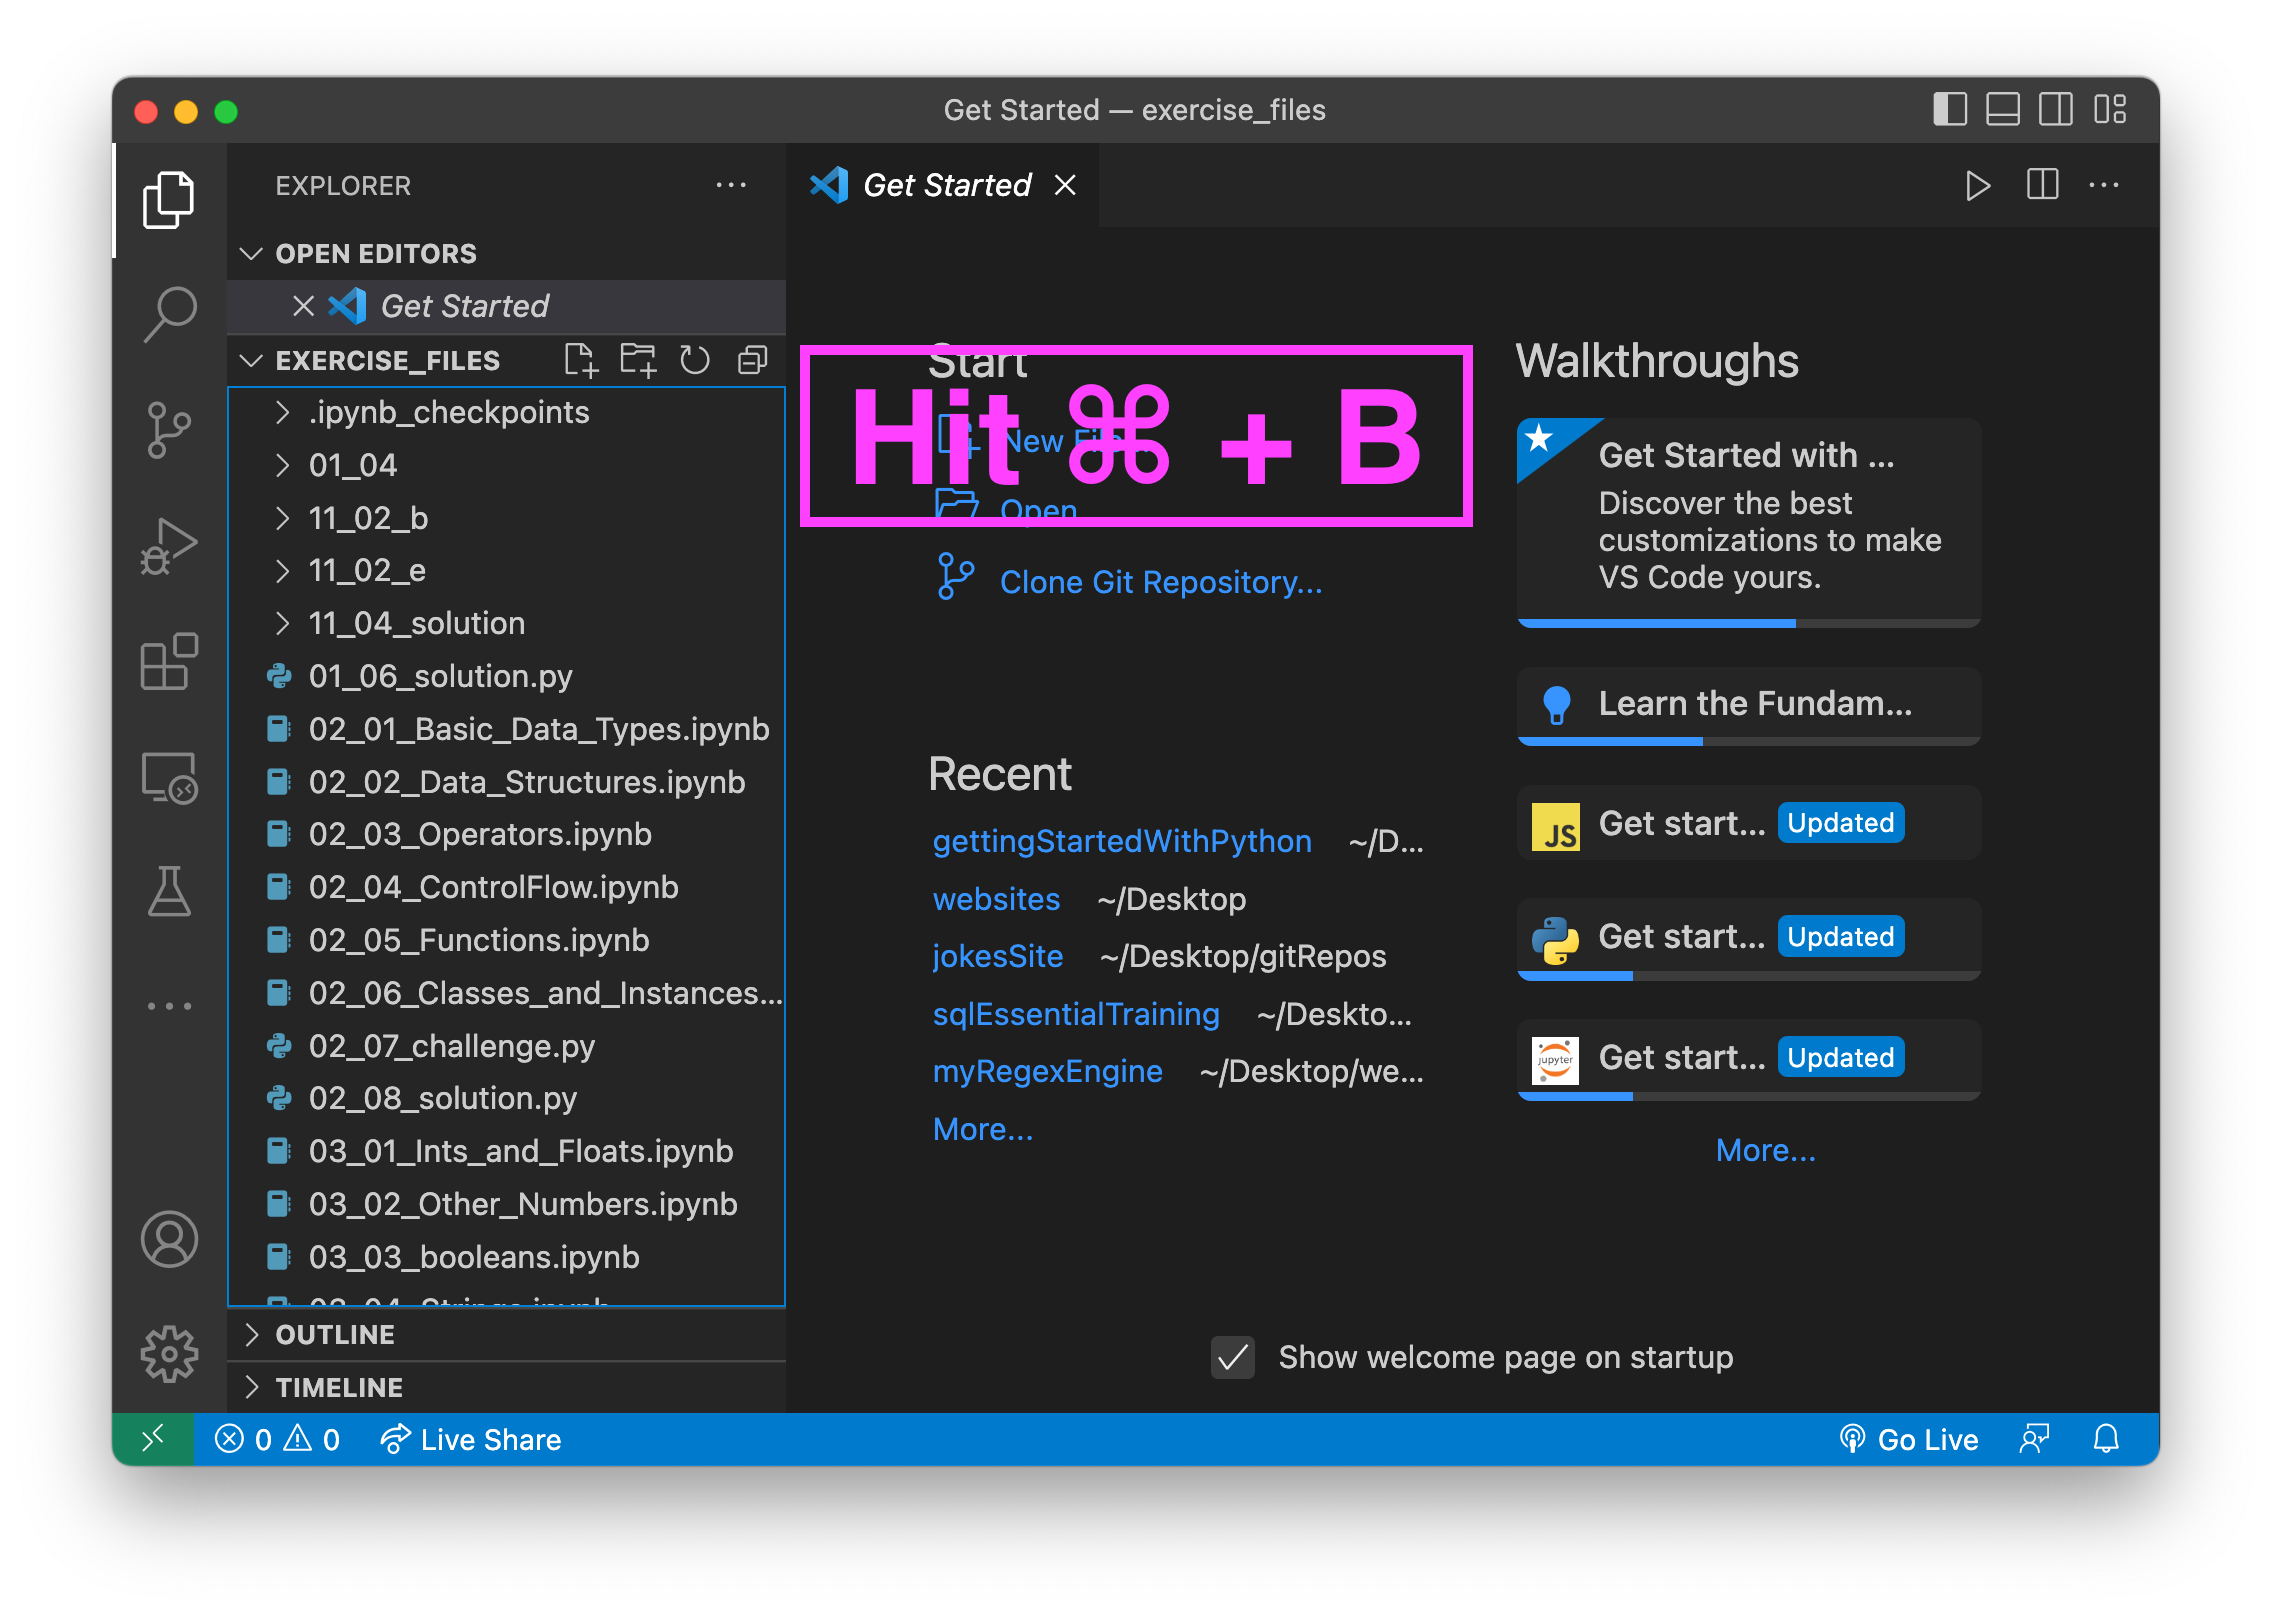 Get Started — exercise_files
EXPLORER
OPEN EDITORS
Get Started
EXERCISE_FILES
.ipynb_checkpoints
01_04
11_02_b
11_02_e
11_04_solution
01_06_solution.py
02_01_Basic_Data_Types.ipynb
02_02_Data_Structures.ipynb
02_03_Operators.ipynb
02_04_ControlFlow.ipynb
02_05_Functions.ipynb
02_06_Classes_and_Instances...
02_07_challenge.py
02_08_solution.py
03_01_Ints_and_Floats.ipynb
03_02_Other_Numbers.ipynb
03_03_booleans.ipynb
03_04_Strings.ipynb
OUTLINE
TIMELINE
Get Started
Start
Hit ⌘ + B
New File...
Open...
Clone Git Repository...
Recent
gettingStartedWithPython ~/D...
websites ~/Desktop
jokesSite ~/Desktop/gitRepos
sqlEssentialTraining ~/Deskto...
myRegexEngine ~/Desktop/we...
More...
Walkthroughs
Get Started with ...
Discover the best
customizations to make
VS Code yours.
Learn the Fundam...
JS Get start... Updated
Get start... Updated
jupyter Get start... Updated
More...
Show welcome page on startup
0 0 Live Share
Go Live